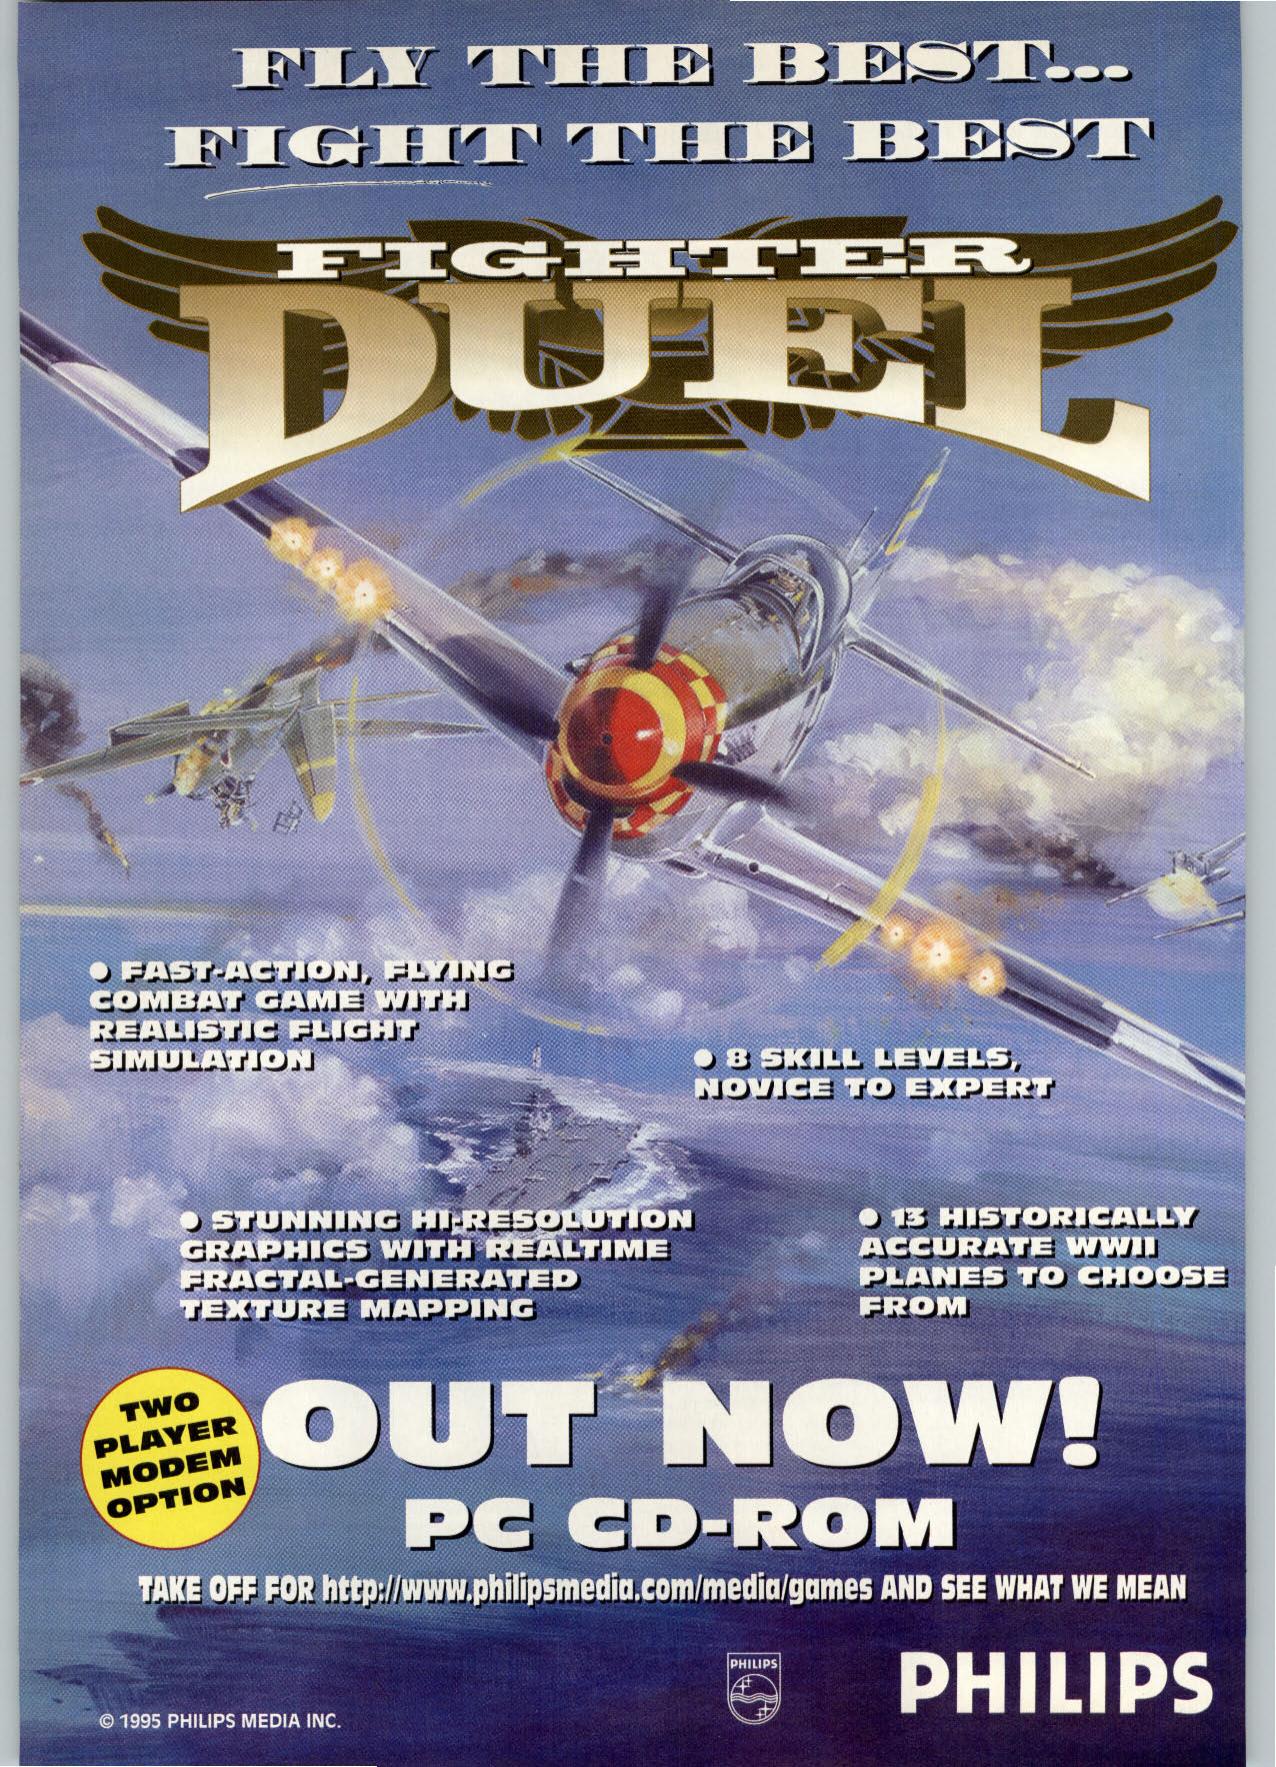 FLY THE BEST...
FIGHT THE BEST
FIGHTER
DUEL
● FAST-ACTION, FLYING
COMBAT GAME WITH
REALISTIC FLIGHT
SIMULATION
● 8 SKILL LEVELS,
NOVICE TO EXPERT
● STUNNING HI-RESOLUTION
GRAPHICS WITH REALTIME
FRACTAL-GENERATED
TEXTURE MAPPING
● 13 HISTORICALLY
ACCURATE WWII
PLANES TO CHOOSE
FROM
TWO
PLAYER
MODEM
OPTION
OUT NOW!
PC CD-ROM
TAKE OFF FOR http://www.philipsmedia.com/media/games AND SEE WHAT WE MEAN
PHILIPS
PHILIPS
© 1995 PHILIPS MEDIA INC.